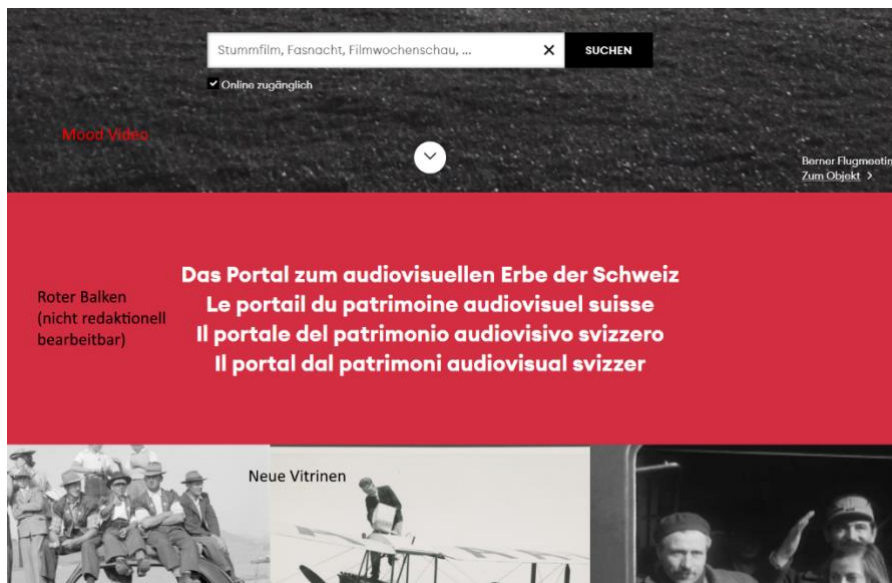 Stummfilm, Fasnacht, Filmwochenschau, ...
SUCHEN
Online zugänglich
Mood Video
Berner Flugmeetin
Zum Objekt
Das Portal zum audiovisuellen Erbe der Schweiz
Le portail du patrimoine audiovisuel suisse
Il portale del patrimonio audiovisivo svizzero
Il portal dal patrimoni audiovisual svizzer
Roter Balken
(nicht redaktionell
bearbeitbar)
Neue Vitrinen